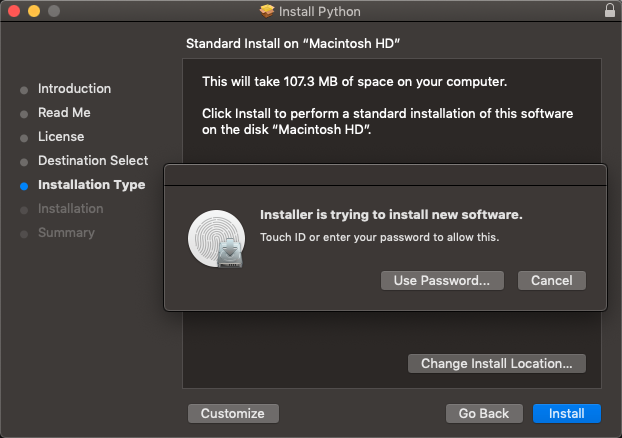 Install Python
Standard Install on “Macintosh HD”
Introduction
Read Me
License
Destination Select
Installation Type
Installation
Summary
This will take 107.3 MB of space on your computer.
Click Install to perform a standard installation of this software
on the disk “Macintosh HD”.
Installer is trying to install new software.
Touch ID or enter your password to allow this.
Use Password...
Cancel
Change Install Location...
Customize
Go Back
Install